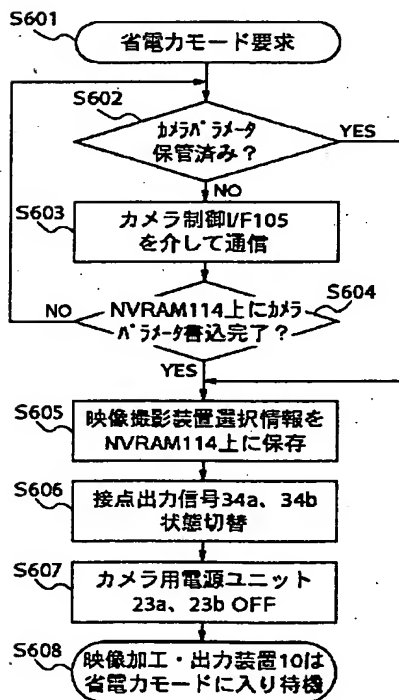 S601
省電力モード要求
S602
カメラパラメータ
保管済み？
YES
NO
S603
カメラ制御I/F105
を介して通信
NO
NVRAM114上にカメラ
パラメータ書込完了？
S604
YES
S605
映像撮影装置選択情報を
NVRAM114上に保存
S606
接点出力信号34a、34b
状態切替
S607
カメラ用電源ユニット
23a、23b OFF
S608
映像加工・出力装置10は
省電力モードに入り待機